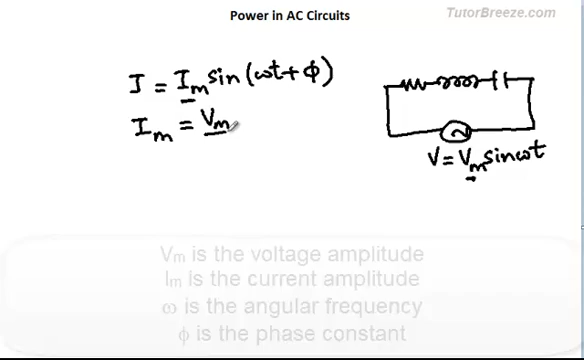 Power in AC Circuits
TutorBreeze.com
I = Im sin (ωt + ϕ)
Im = Vm
V = Vm sinωt
Vm is the voltage amplitude
Im is the current amplitude
ω is the angular frequency
ϕ is the phase constant